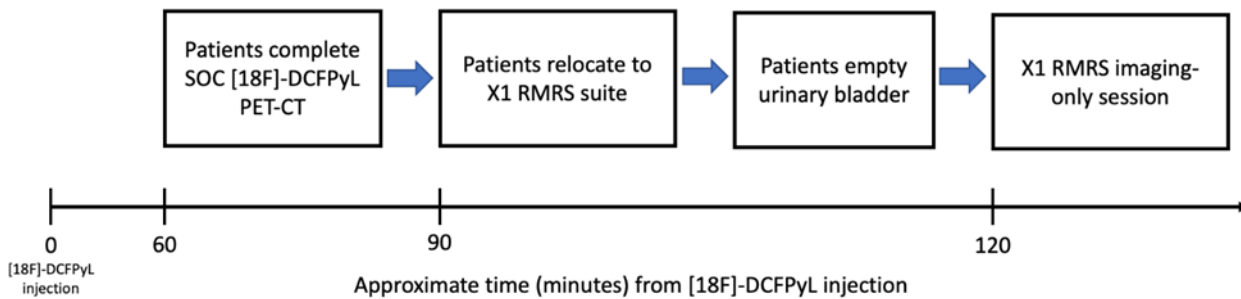 Patients complete
SOC [18F]-DCFPyL
PET-CT
Patients relocate to
X1 RMRS suite
Patients empty
urinary bladder
X1 RMRS imaging-
only session
0
60
90
120
[18F]-DCFPyL
injection
Approximate time (minutes) from [18F]-DCFPyL injection